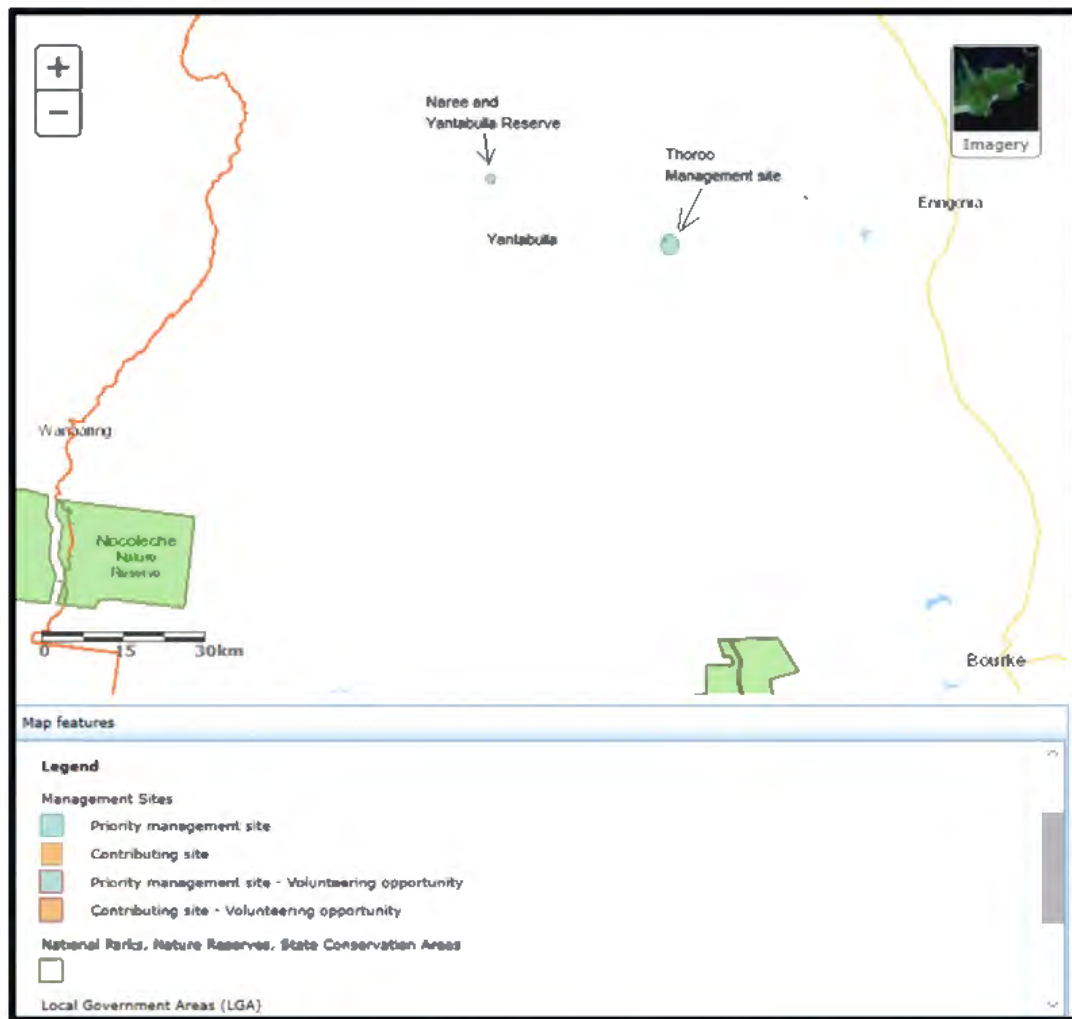 +
−
Naree and
Yantabulla Reserve
Thoroo
Management site
Imagery
Enngonia
Yantabulla
Wanaaring
Nocoleche
Nature
Reserve
0 15 30km
Bourke
Map features
Legend
Management Sites
Priority management site
Contributing site
Priority management site - Volunteering opportunity
Contributing site - Volunteering opportunity
National Parks, Nature Reserves, State Conservation Areas
Local Government Areas (LGA)